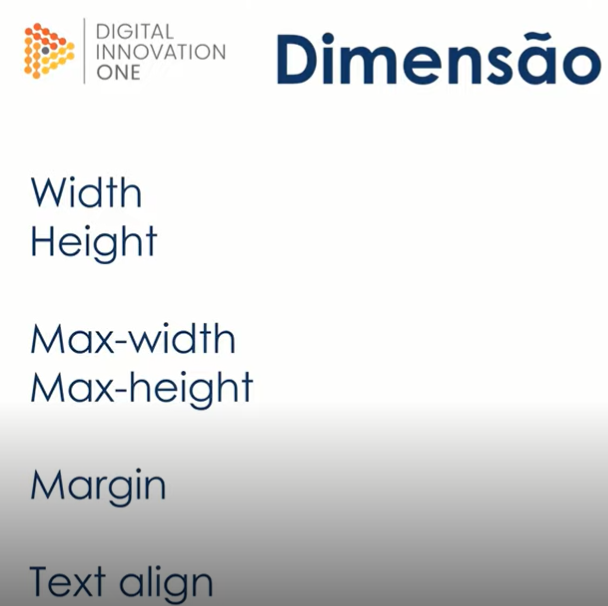 DIGITAL
INNOVATION
ONE
Dimensão
Width
Height
Max-width
Max-height
Margin
Text align